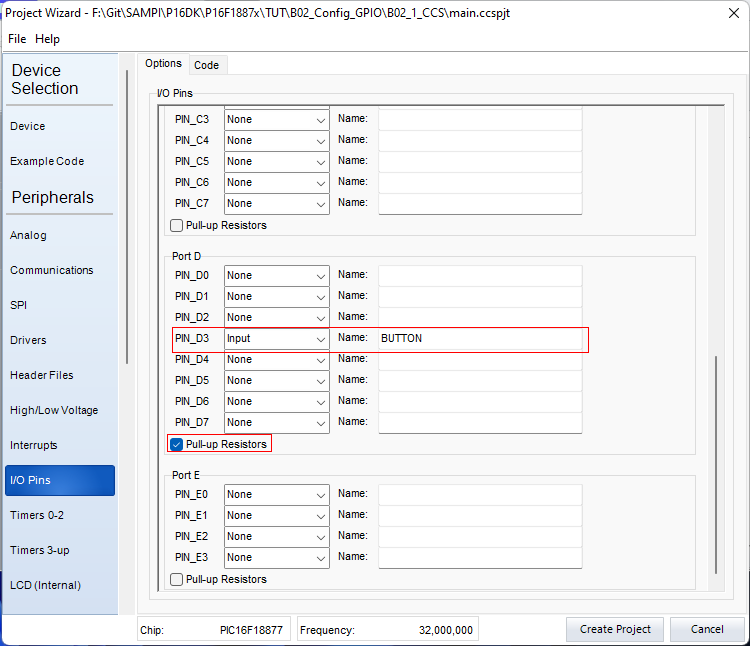 Project Wizard - F:\Git\SAMPI\P16DK\P16F1887x\TUT\B02_Config_GPIO\B02_1_CCS\main.ccspjt
File Help
Device Selection
Device
Example Code
Peripherals
Analog
Communications
SPI
Drivers
Header Files
High/Low Voltage
Interrupts
I/O Pins
Timers 0-2
Timers 3-up
LCD (Internal)
Options Code
I/O Pins
PIN_C3 None Name:
PIN_C4 None Name:
PIN_C5 None Name:
PIN_C6 None Name:
PIN_C7 None Name:
Pull-up Resistors
Port D
PIN_D0 None Name:
PIN_D1 None Name:
PIN_D2 None Name:
PIN_D3 Input Name: BUTTON
PIN_D4 None Name:
PIN_D5 None Name:
PIN_D6 None Name:
PIN_D7 None Name:
Pull-up Resistors
Port E
PIN_E0 None Name:
PIN_E1 None Name:
PIN_E2 None Name:
PIN_E3 None Name:
Pull-up Resistors
Chip: PIC16F18877 Frequency: 32,000,000 Create Project Cancel